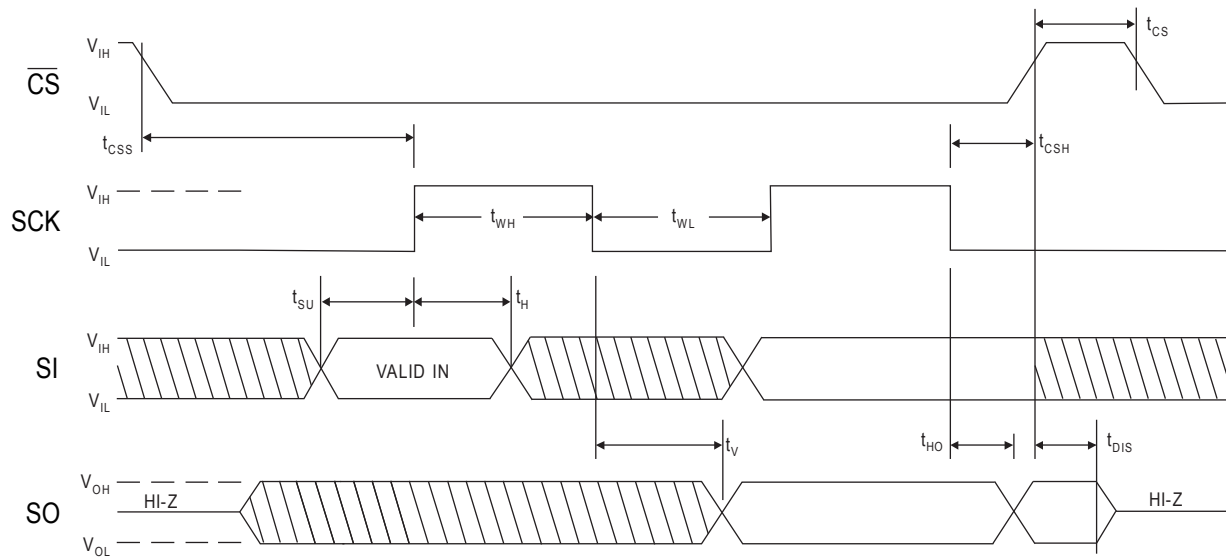 t_CS
V_IH
C̅S̅
V_IL
t_CSS
t_CSH
V_IH
SCK
t_WH
t_WL
V_IL
t_SU
t_H
V_IH
SI
VALID IN
V_IL
t_V
t_HO
t_DIS
V_OH
HI-Z
HI-Z
SO
V_OL